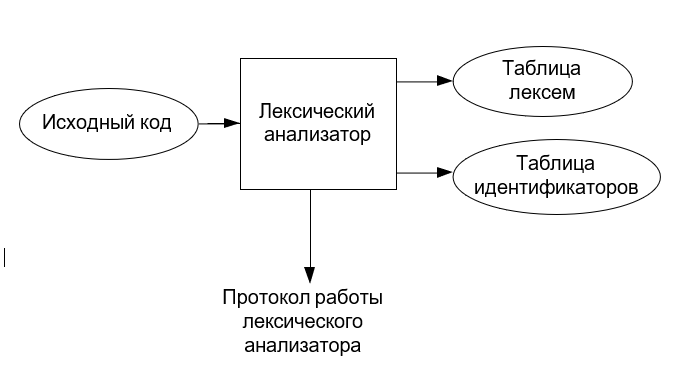 Исходный код
Лексический
анализатор
Таблица
лексем
Таблица
идентификаторов
Протокол работы
лексического
анализатора